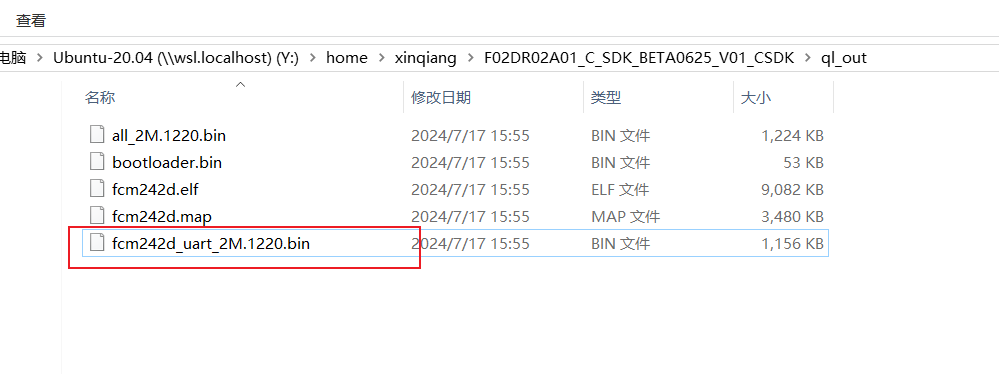 查看
电脑 > Ubuntu-20.04 (\\wsl.localhost) (Y:) > home > xinqiang > F02DR02A01_C_SDK_BETA0625_V01_CSDK > ql_out
名称 修改日期 类型 大小
all_2M.1220.bin 2024/7/17 15:55 BIN 文件 1,224 KB
bootloader.bin 2024/7/17 15:55 BIN 文件 53 KB
fcm242d.elf 2024/7/17 15:55 ELF 文件 9,082 KB
fcm242d.map 2024/7/17 15:55 MAP 文件 3,480 KB
fcm242d_uart_2M.1220.bin 2024/7/17 15:55 BIN 文件 1,156 KB